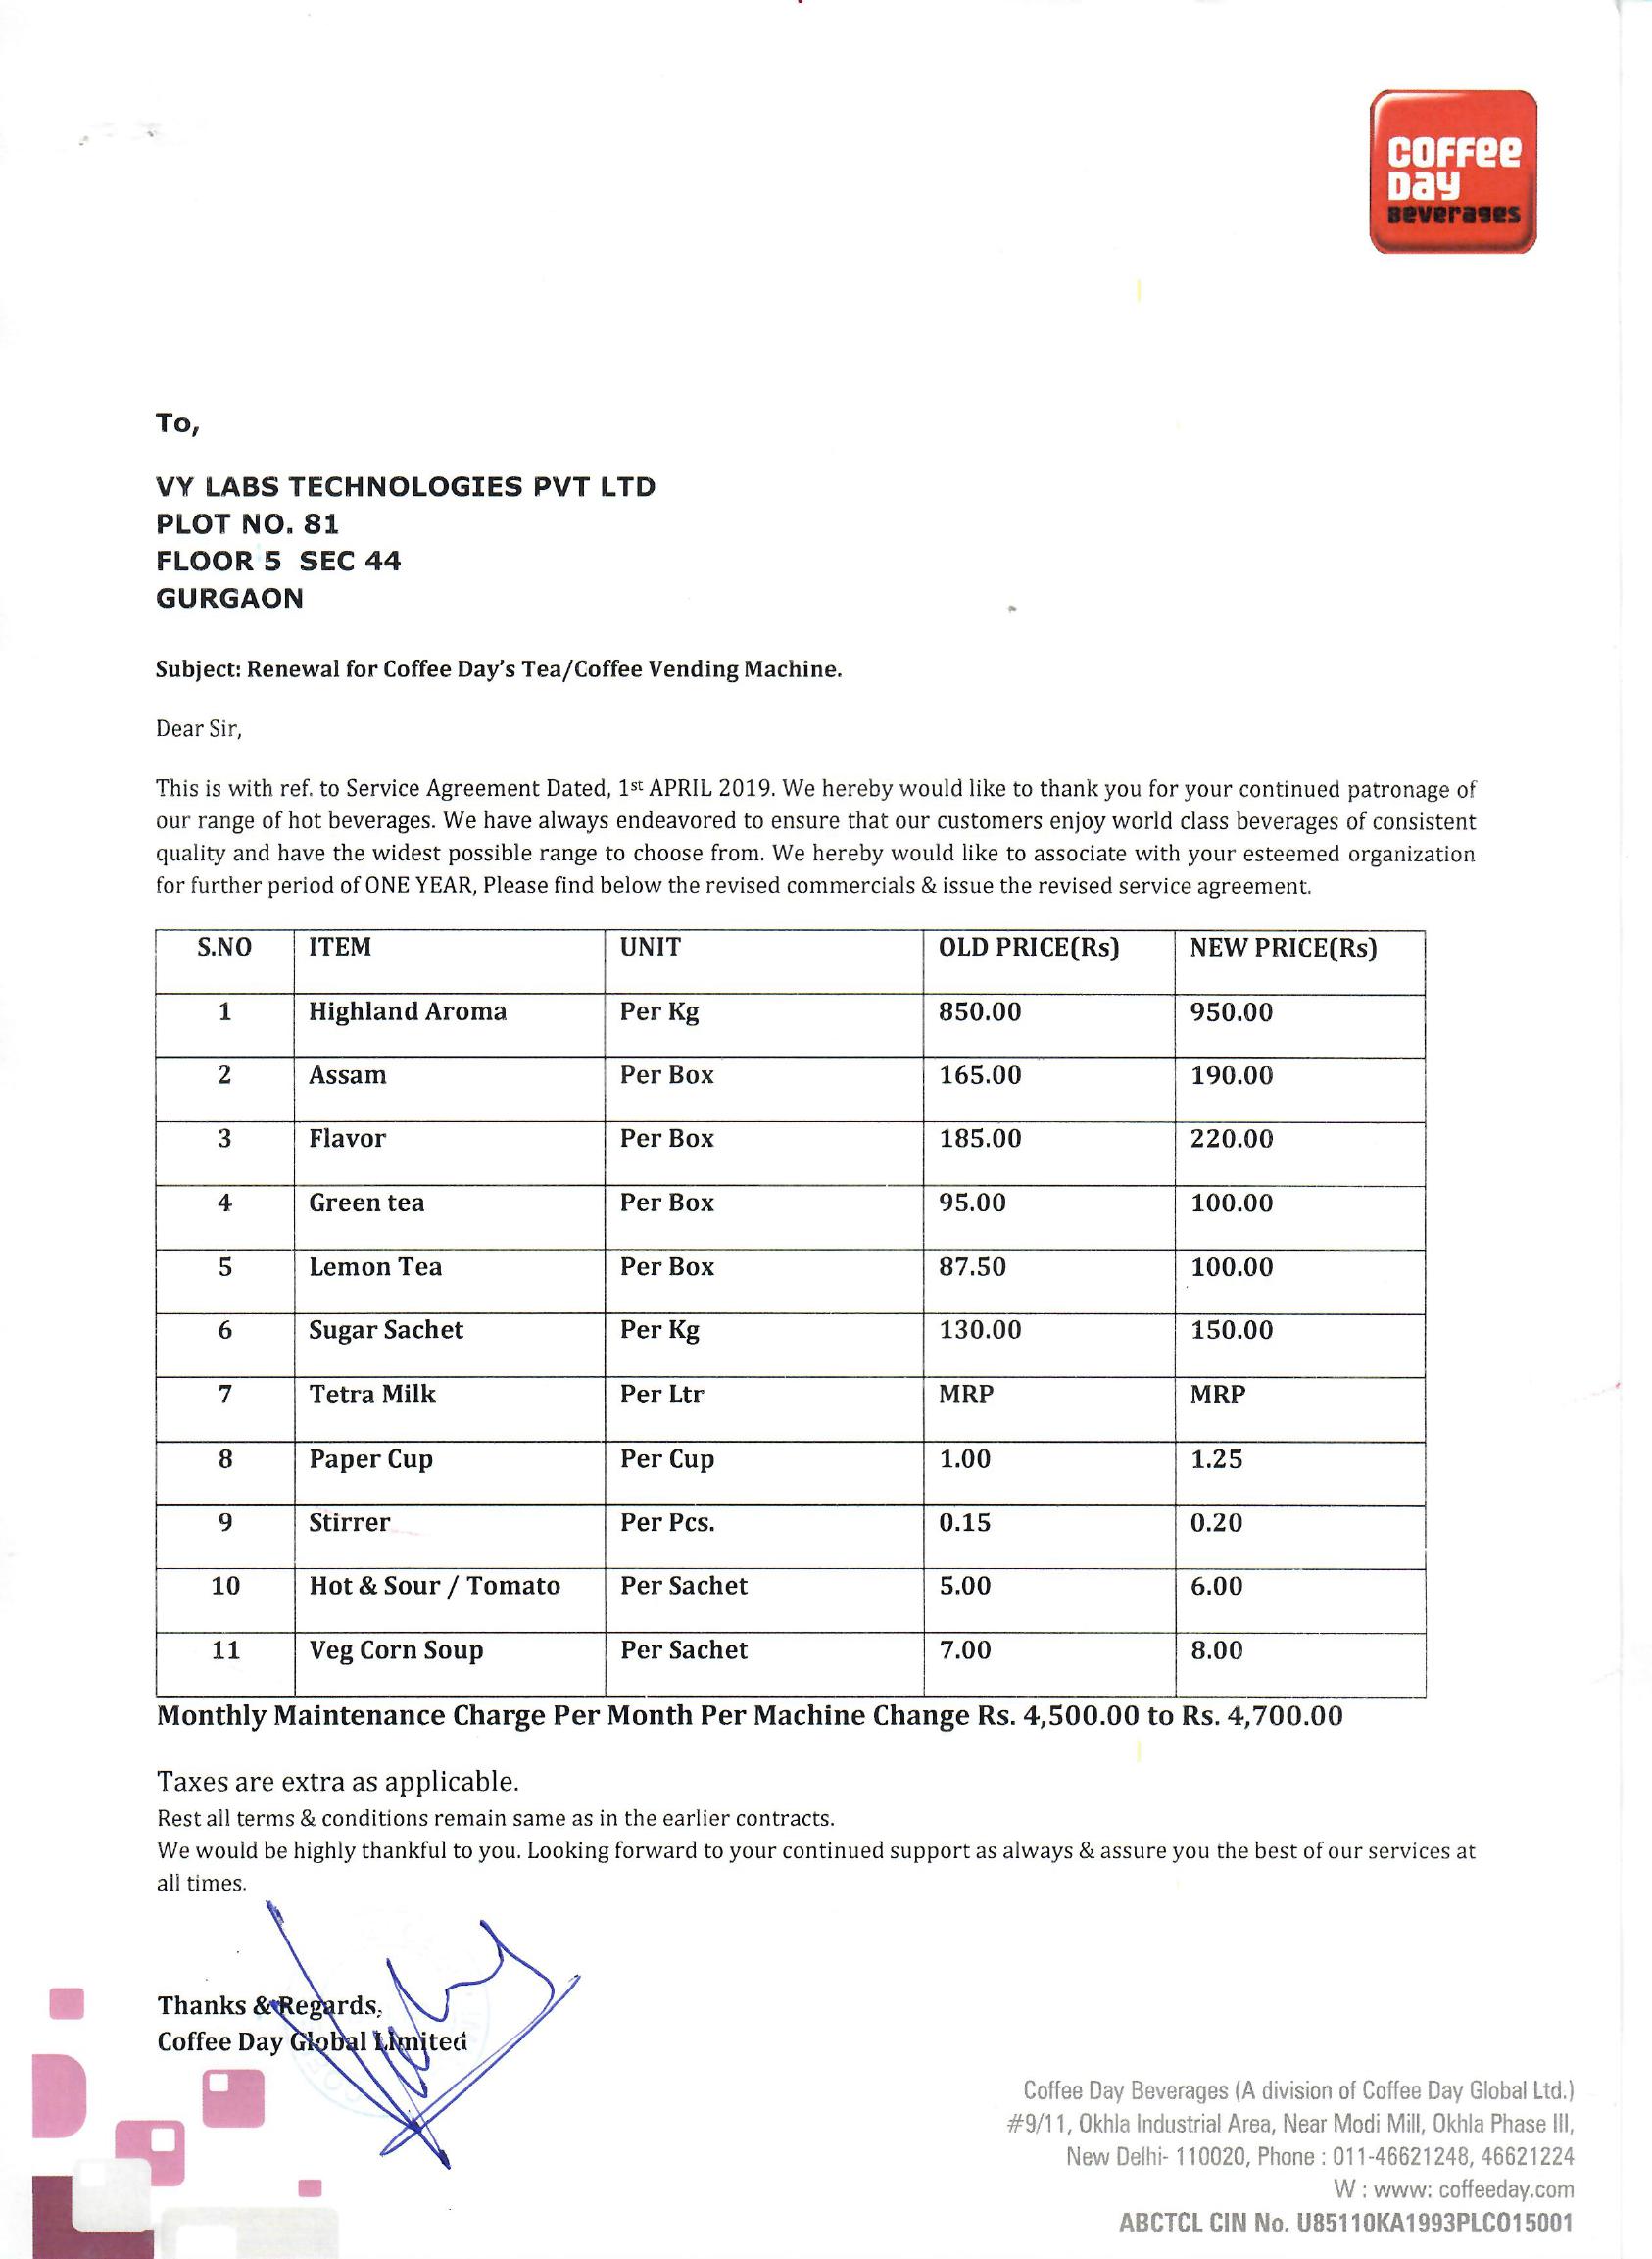 COFFee
Day
Beverages
To,
VY LABS TECHNOLOGIES PVT LTD
PLOT NO. 81
FLOOR 5 SEC 44
GURGAON
Subject: Renewal for Coffee Day's Tea/Coffee Vending Machine.
Dear Sir,
This is with ref. to Service Agreement Dated, 1st APRIL 2019. We hereby would like to thank you for your continued patronage of
our range of hot beverages. We have always endeavored to ensure that our customers enjoy world class beverages of consistent
quality and have the widest possible range to choose from. We hereby would like to associate with your esteemed organization
for further period of ONE YEAR, Please find below the revised commercials & issue the revised service agreement.
S.NO ITEM UNIT OLD PRICE(Rs) NEW PRICE(Rs)
1 Highland Aroma Per Kg 850.00 950.00
2 Assam Per Box 165.00 190.00
3 Flavor Per Box 185.00 220.00
4 Green tea Per Box 95.00 100.00
5 Lemon Tea Per Box 87.50 100.00
6 Sugar Sachet Per Kg 130.00 150.00
7 Tetra Milk Per Ltr MRP MRP
8 Paper Cup Per Cup 1.00 1.25
9 Stirrer Per Pcs. 0.15 0.20
10 Hot & Sour / Tomato Per Sachet 5.00 6.00
11 Veg Corn Soup Per Sachet 7.00 8.00
Monthly Maintenance Charge Per Month Per Machine Change Rs. 4,500.00 to Rs. 4,700.00
Taxes are extra as applicable.
Rest all terms & conditions remain same as in the earlier contracts.
We would be highly thankful to you. Looking forward to your continued support as always & assure you the best of our services at
all times.
Thanks & Regards,
Coffee Day Global Limited
Coffee Day Beverages (A division of Coffee Day Global Ltd.)
#9/11, Okhla Industrial Area, Near Modi Mill, Okhla Phase III,
New Delhi- 110020, Phone : 011-46621248, 46621224
W : www: coffeeday.com
ABCTCL CIN No. U85110KA1993PLC015001